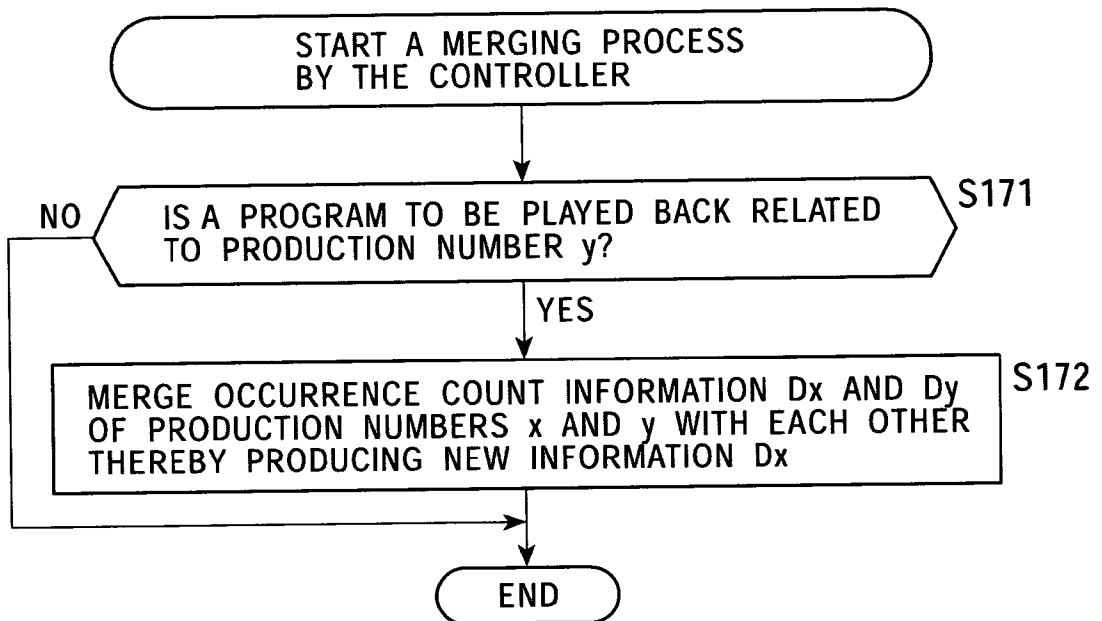 START A MERGING PROCESS
BY THE CONTROLLER
NO
IS A PROGRAM TO BE PLAYED BACK RELATED
TO PRODUCTION NUMBER y?
S171
YES
MERGE OCCURRENCE COUNT INFORMATION Dx AND Dy
OF PRODUCTION NUMBERS x AND y WITH EACH OTHER
THEREBY PRODUCING NEW INFORMATION Dx
S172
END